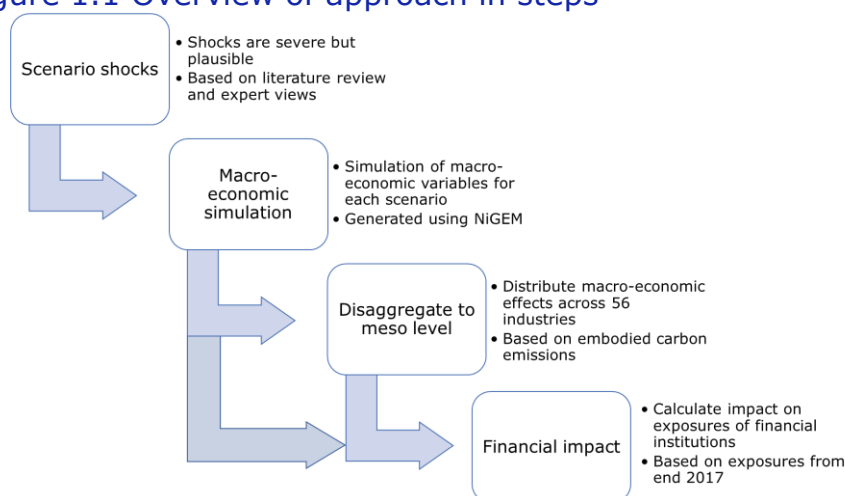 gure 1.1 Overview of approach in steps
Scenario shocks
• Shocks are severe but
plausible
• Based on literature review
and expert views
Macro-
economic
simulation
• Simulation of macro-
economic variables for
each scenario
• Generated using NiGEM
Disaggregate to
meso level
• Distribute macro-economic
effects across 56
industries
• Based on embodied carbon
emissions
Financial impact
• Calculate impact on
exposures of financial
institutions
• Based on exposures from
end 2017